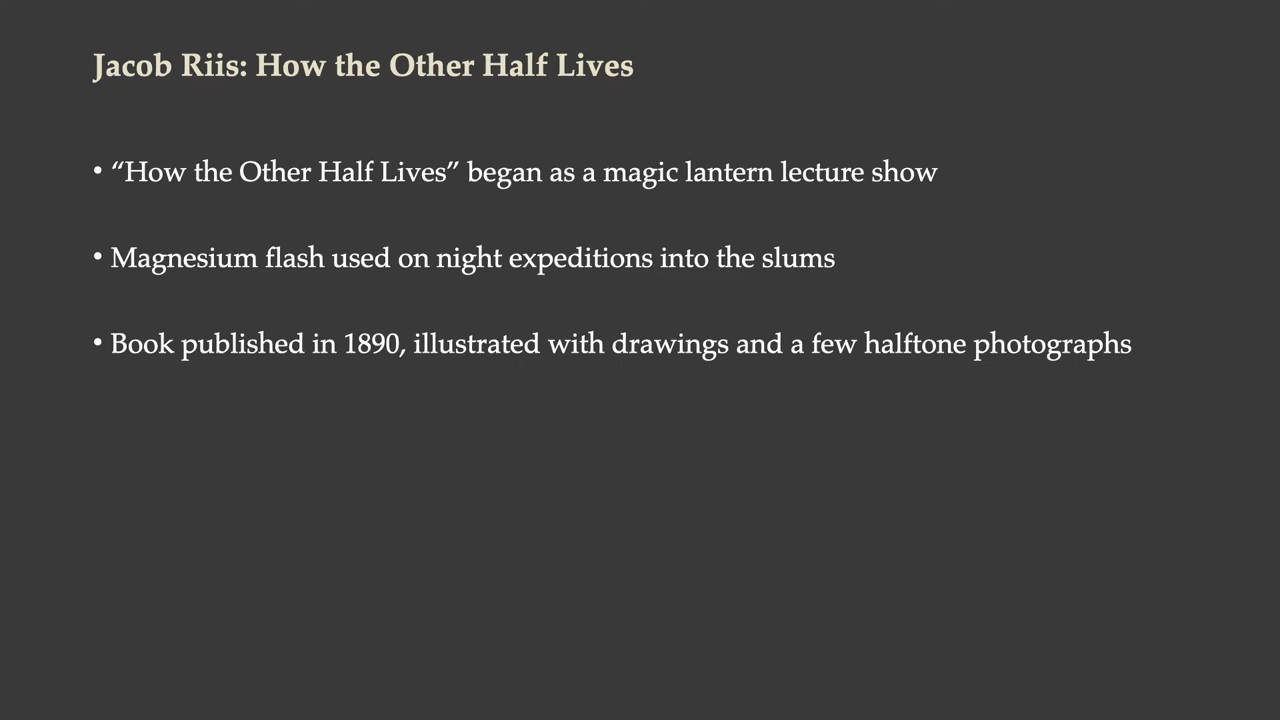 Jacob Riis: How the Other Half Lives
• “How the Other Half Lives” began as a magic lantern lecture show
• Magnesium flash used on night expeditions into the slums
• Book published in 1890, illustrated with drawings and a few halftone photographs